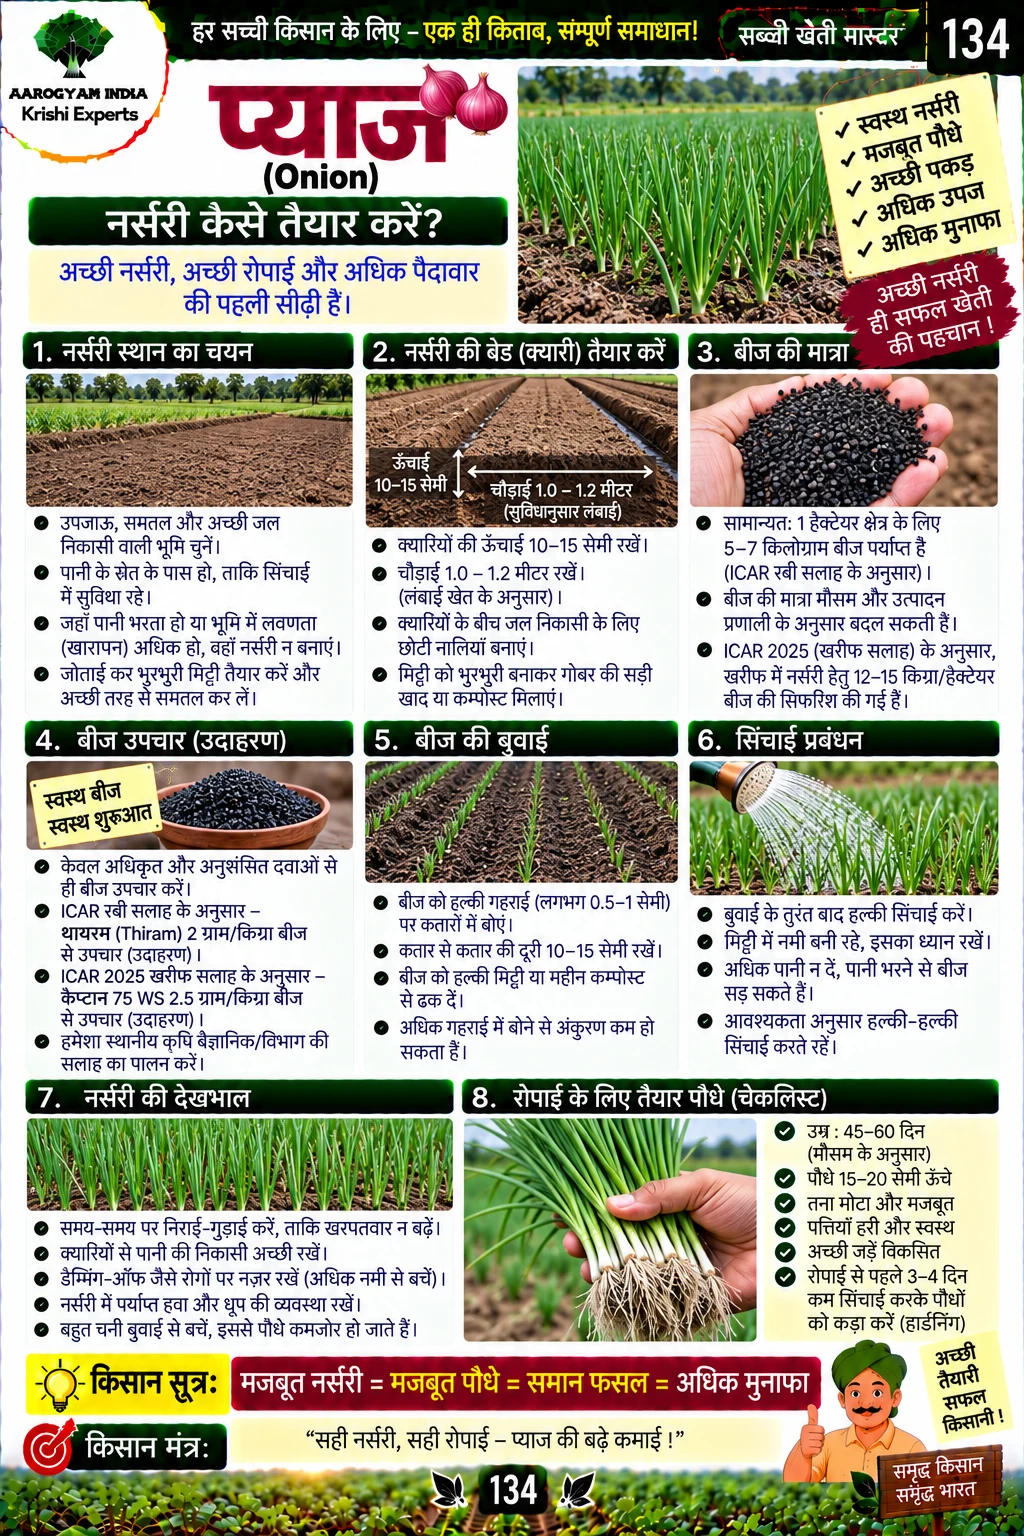 AAROGYAM INDIA
Krishi Experts
हर सच्ची किसान के लिए – एक ही किताब, संपूर्ण समाधान!
134
प्याज
(Onion)
नर्सरी कैसे तैयार करें?
अच्छी नर्सरी, अच्छी रोपाई और अधिक पैदावार
की पहली सीढ़ी हैं।
✓ स्वस्थ नर्सरी
✓ मजबूत पौधे
✓ अच्छी पकड़
✓ अधिक उपज
✓ अधिक मुनाफा
अच्छी नर्सरी
ही सफल खेती
की पहचान !
1. नर्सरी स्थान का चयन
उपजाऊ, समतल और अच्छी जल
निकासी वाली भूमि चुनें।
पानी के स्रेत के पास हो, ताकि सिंचाई
में सुविधा रहे।
जहाँ पानी भरता हो या भूमि में लवणता
(खारापन) अधिक हो, वहाँ नर्सरी न बनाएं।
जोताई कर भुरभुरी मिट्टी तैयार करें और
अच्छी तरह से समतल कर लें।
2. नर्सरी की बेड (क्यारी) तैयार करें
ऊँचाई
10–15 सेमी
चौड़ाई 1.0 – 1.2 मीटर
(सुविधानुसार लंबाई)
क्यारियों की ऊँचाई 10–15 सेमी रखें।
चौड़ाई 1.0 – 1.2 मीटर रखें।
(लंबाई खेत के अनुसार)।
क्यारियों के बीच जल निकासी के लिए
छोटी नालियाँ बनाएं।
मिट्टी को भुरभुरी बनाकर गोबर की सड़ी
खाद या कम्पोस्ट मिलाएं।
3. बीज की मात्रा
सामान्यत: 1 हैक्टेयर क्षेत्र के लिए
5–7 किलोग्राम बीज पर्याप्त है
(ICAR रबी सलाह के अनुसार)।
बीज की मात्रा मौसम और उत्पादन
प्रणाली के अनुसार बदल सकती हैं।
ICAR 2025 (खरीफ सलाह) के अनुसार,
खरीफ में नर्सरी हेतु 12–15 किग्रा/हैक्टेयर
बीज की सिफरिश की गई हैं।
4. बीज उपचार (उदाहरण)
स्वस्थ बीज
स्वस्थ शुरुआत
केवल अधिकृत और अनुशंसित दवाओं से
ही बीज उपचार करें।
ICAR रबी सलाह के अनुसार –
थायरम (Thiram) 2 ग्राम/किग्रा बीज
से उपचार (उदाहरण)।
ICAR 2025 खरीफ सलाह के अनुसार –
कैप्टान 75 WS 2.5 ग्राम/किग्रा बीज
से उपचार (उदाहरण)।
हमेशा स्थानीय कृषि बैज्ञानिक/विभाग की
सलाह का पालन करें।
5. बीज की बुवाई
बीज को हल्की गहराई (लगभग 0.5–1 सेमी)
पर कतारों में बोएं।
कतार से कतार की दूरी 10–15 सेमी रखें।
बीज को हल्की मिट्टी या महीन कम्पोस्ट
से ढक दें।
अधिक गहराई में बोने से अंकुरण कम हो
सकता हैं।
6. सिंचाई प्रबंधन
बुवाई के तुरंत बाद हल्की सिंचाई करें।
मिट्टी में नमी बनी रहे, इसका ध्यान रखें।
अधिक पानी न दें, पानी भरने से बीज
सड़ सकते हैं।
आवश्यकता अनुसार हल्की-हल्की
सिंचाई करते रहें।
7. नर्सरी की देखभाल
समय-समय पर निराई-गुड़ाई करें, ताकि खरपतवार न बढ़ें।
क्यारियों से पानी की निकासी अच्छी रखें।
डैम्पिंग-ऑफ जैसे रोगों पर नज़र रखें (अधिक नमी से बचें)।
नर्सरी में पर्याप्त हवा और धूप की व्यवस्था रखें।
बहुत चनी बुवाई से बचें, इससे पौधे कमजोर हो जाते हैं।
8. रोपाई के लिए तैयार पौधे (चेकलिस्ट)
उम्र : 45–60 दिन
(मौसम के अनुसार)
पौधे 15–20 सेमी ऊंचे
तना मोटा और मजबूत
पत्तियाँ हरी और स्वस्थ
अच्छी जड़ें विकसित
रोपाई से पहले 3–4 दिन
कम सिंचाई करके पौधों
को कड़ा करें (हार्डनिंग)
किसान सूत्र:
मजबूत नर्सरी = मजबूत पौधे = समान फसल = अधिक मुनाफा
किसान मंत्र:
“सही नर्सरी, सही रोपाई – प्याज की बढ़े कमाई !”
अच्छी
तैयारी
सफल
किसानी !
समृद्ध किसान
समृद्ध भारत
134